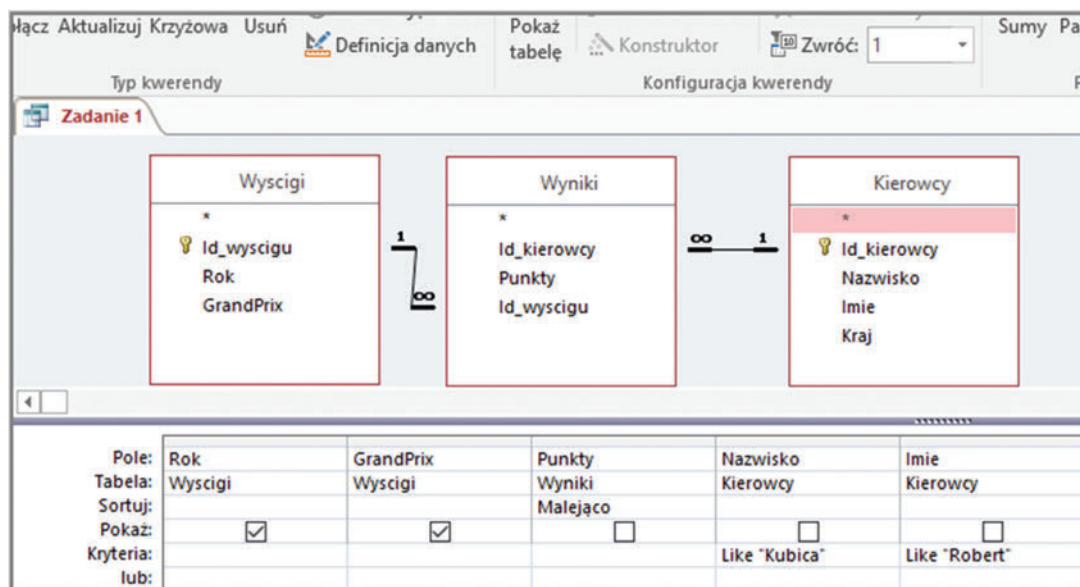 Aktualizuj Krzyżowa Usuń
Definicja danych
Pokaż
tabelę
Konstruktor
Zwróć: 1
Sumy
Typ kwerendy
Konfiguracja kwerendy
Zadanie 1
Wyscigi
*
Id_wyscigu
Rok
GrandPrix
1
∞
Wyniki
*
Id_kierowcy
Punkty
Id_wyscigu
∞
1
Kierowcy
*
Id_kierowcy
Nazwisko
Imie
Kraj
Pole: Rok GrandPrix Punkty Nazwisko Imie
Tabela: Wyscigi Wyscigi Wyniki Kierowcy Kierowcy
Sortuj: Malejąco
Pokaż:
Kryteria: Like "Kubica" Like "Robert"
lub: